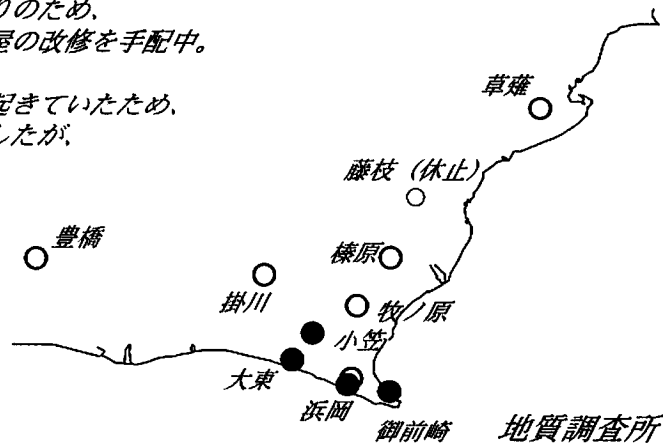 りのため、
屋の改修を手配中。
起きていたため、
したが、
草薙
藤枝（休止）
豊橋
榛原
掛川
牧ノ原
小笠
大東
浜岡
御前崎
地質調査所